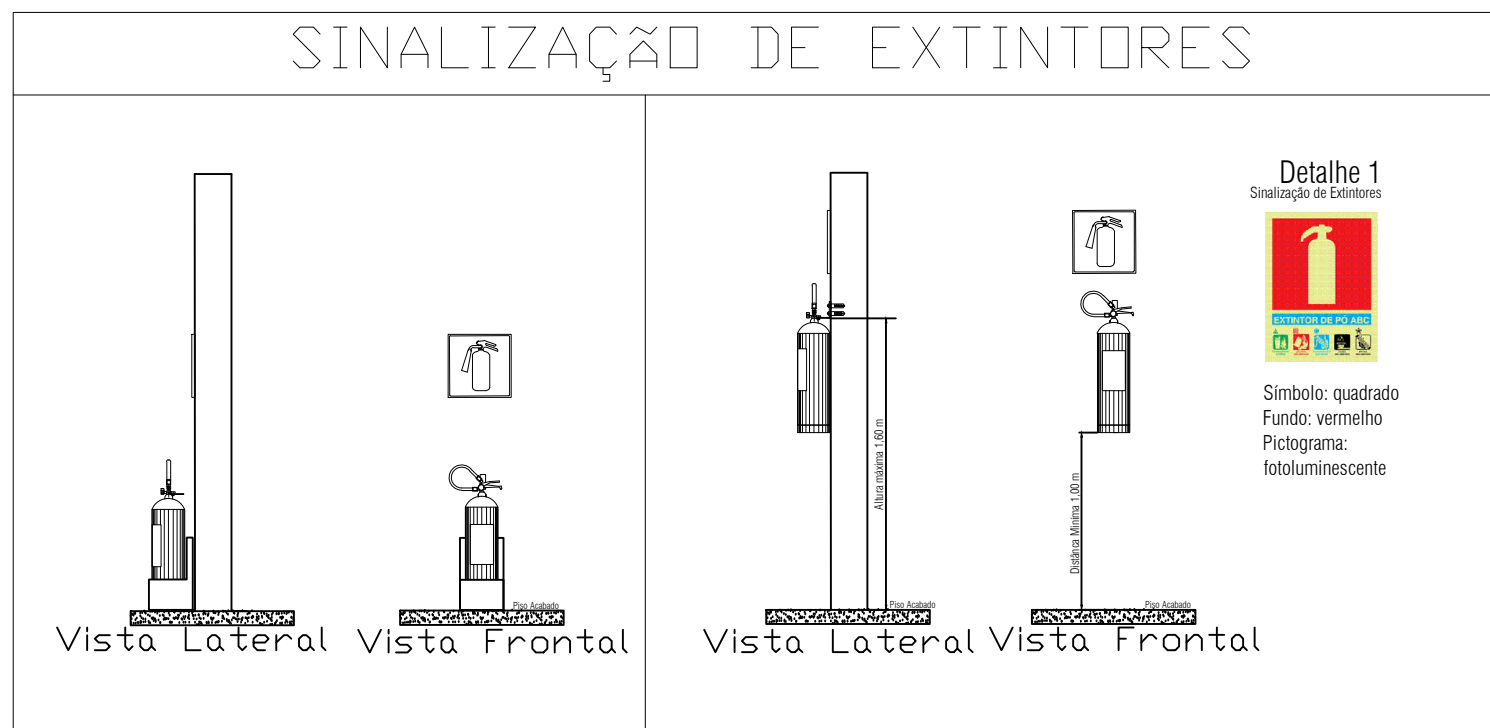 SINALIZAÇÃO DE EXTINTORES
Piso Acabado
Vista Lateral
Vista Frontal
Altura máxima 1,60 m
Piso Acabado
Vista Lateral
Distânca Minima 1,00 m
Piso Acabado
Vista Frontal
Detalhe 1
Sinalização de Extintores
EXTINTOR DE PÓ ABC
Símbolo: quadrado
Fundo: vermelho
Pictograma:
fotoluminescente